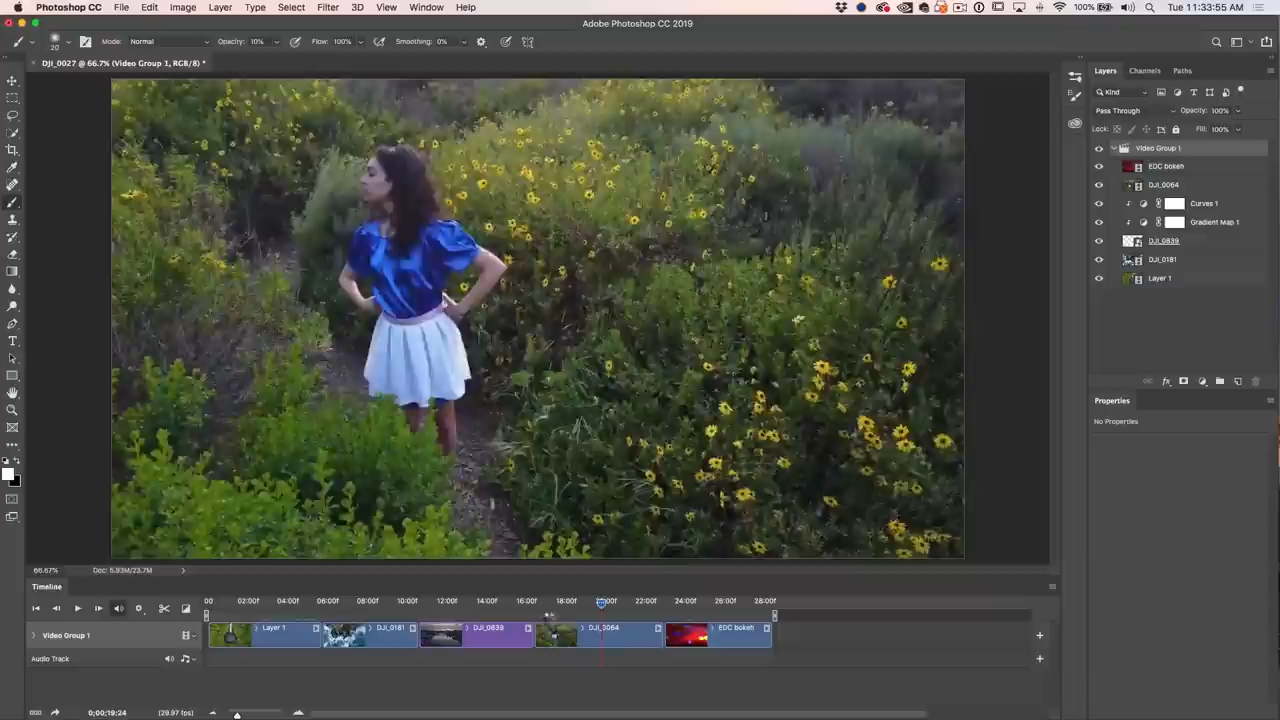 Photoshop CC File Edit Image Layer Type Select Filter 3D View Window Help 100% Tue 11:33:55 AM
Adobe Photoshop CC 2019
20 Mode: Normal Opacity: 10% Flow: 100% Smoothing: 0%
DJI_0027 @ 66.7% (Video Group 1, RGB/8) *
Layers Channels Paths
Kind
Pass Through Opacity: 100%
Lock: Fill: 100%
Video Group 1
EDC bokeh
DJI_0064
Curves 1
Gradient Map 1
DJI_0839
DJI_0181
Layer 1
Properties
No Properties
66.67% Doc: 5.93M/23.7M
Timeline
00 02:00f 04:00f 06:00f 08:00f 10:00f 12:00f 14:00f 16:00f 18:00f 20:00f 22:00f 24:00f 26:00f 28:00f
Video Group 1 Layer 1 DJI_0181 DJI_0839 DJI_0064 EDC bokeh
Audio Track
0;00;19;24 (29.97 fps)